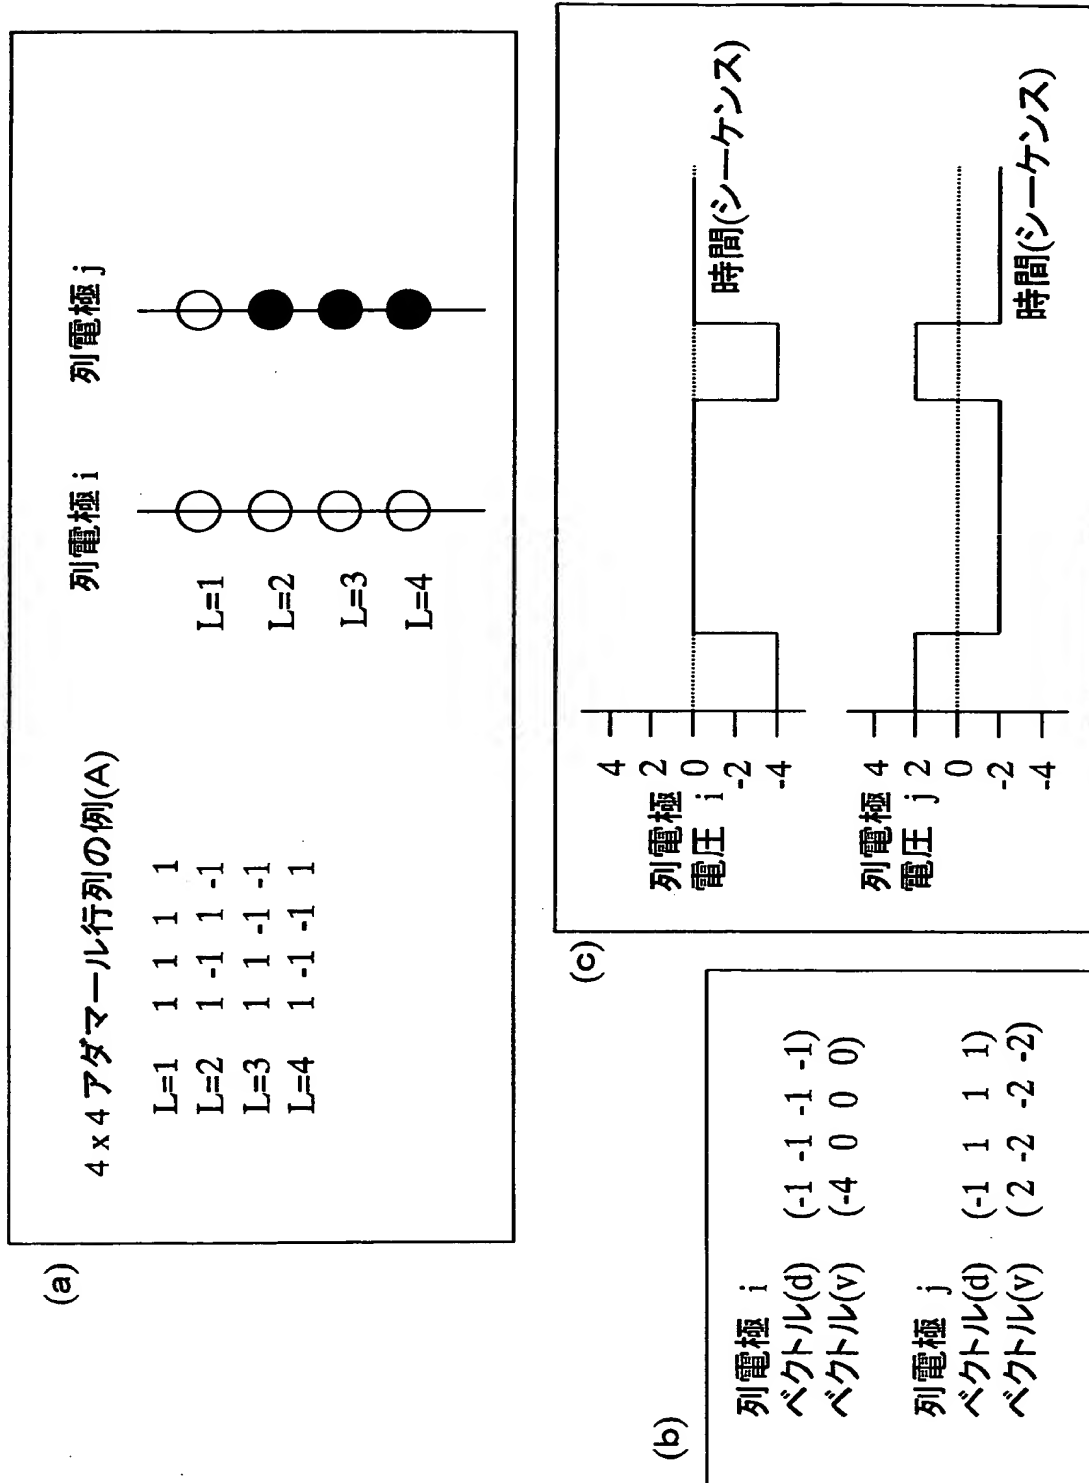 (a)
4 x 4 アダマール行列の例(A)
L=1 1 1 1 1
L=2 1 -1 1 -1
L=3 1 1 -1 -1
L=4 1 -1 -1 1
列電極 i
列電極 j
L=1
L=2
L=3
L=4
(b)
列電極 i
ベクトル(d) (-1 -1 -1 -1)
ベクトル(v) (-4 0 0 0)
列電極 j
ベクトル(d) (-1 1 1 1)
ベクトル(v) ( 2 -2 -2 -2)
(c)
列電極
電圧 i
4
2
0
-2
-4
時間(シーケンス)
列電極
電圧 j
4
2
0
-2
-4
時間(シーケンス)